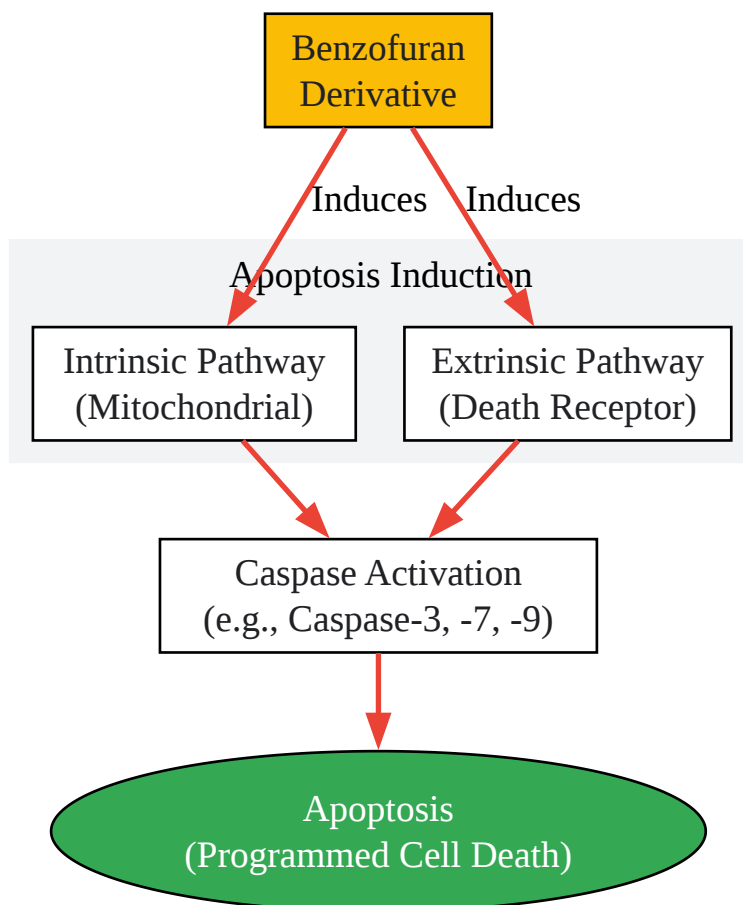 Benzofuran
Derivative
Induces
Induces
Apoptosis Induction
Intrinsic Pathway
(Mitochondrial)
Extrinsic Pathway
(Death Receptor)
Caspase Activation
(e.g., Caspase-3, -7, -9)
Apoptosis
(Programmed Cell Death)